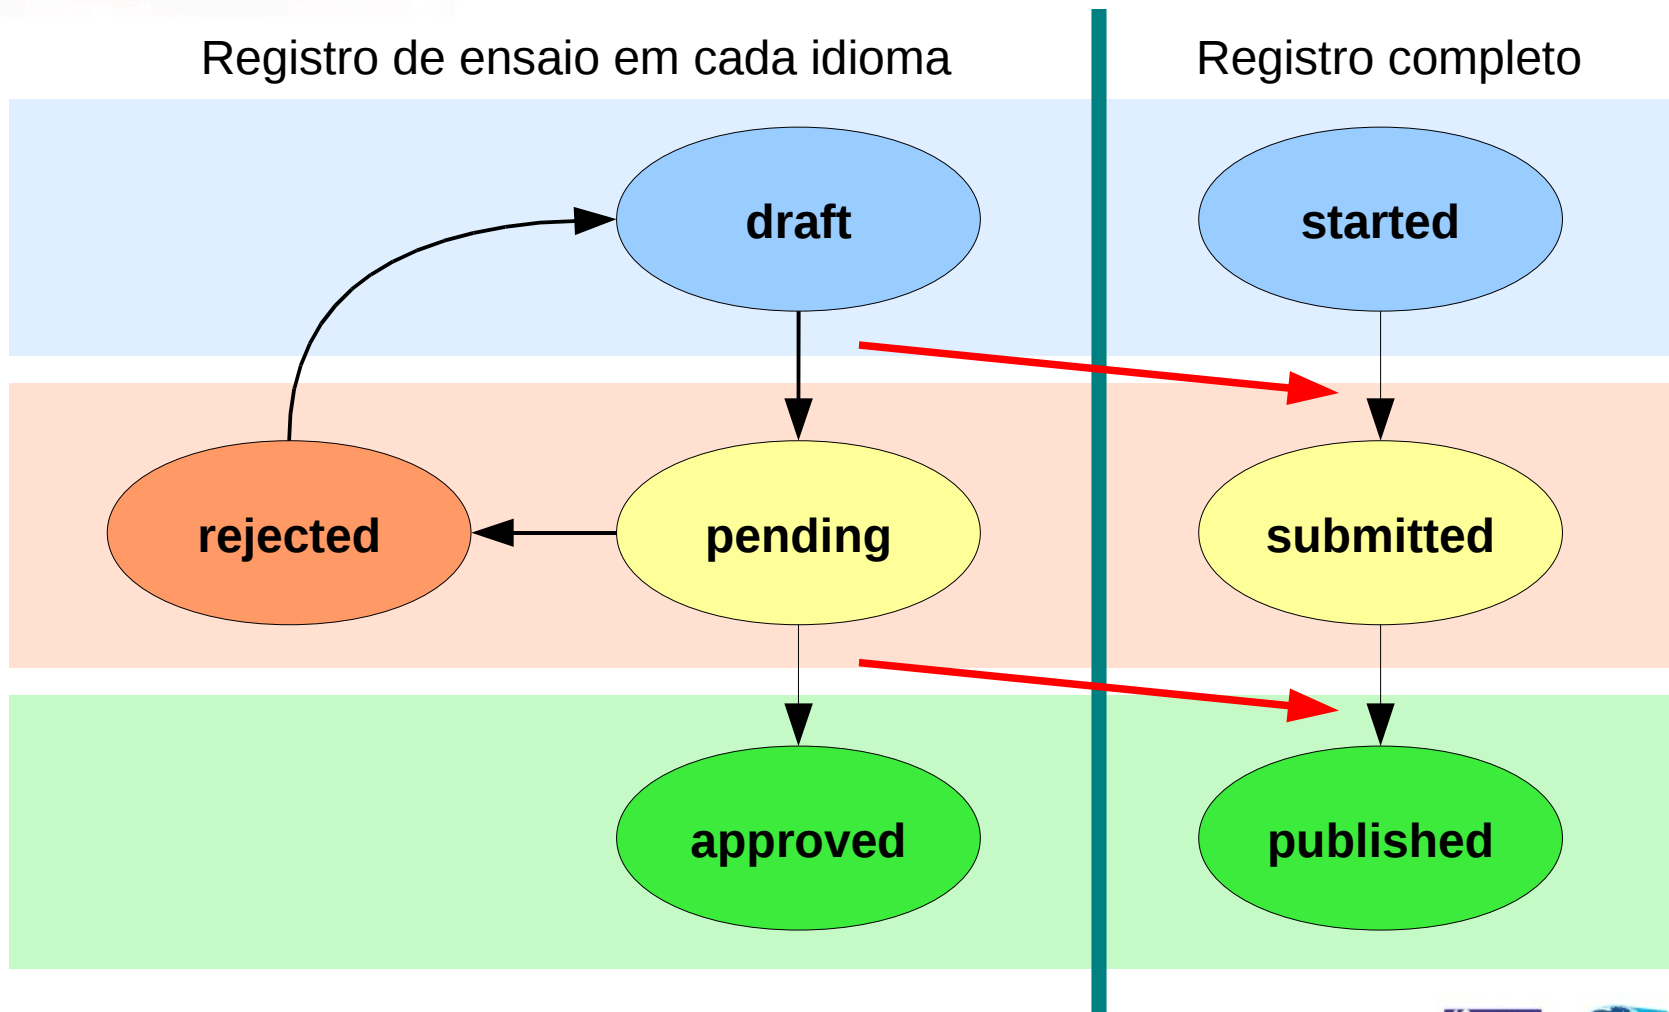 Registro de ensaio em cada idioma
Registro completo
draft
started
rejected
pending
submitted
approved
published